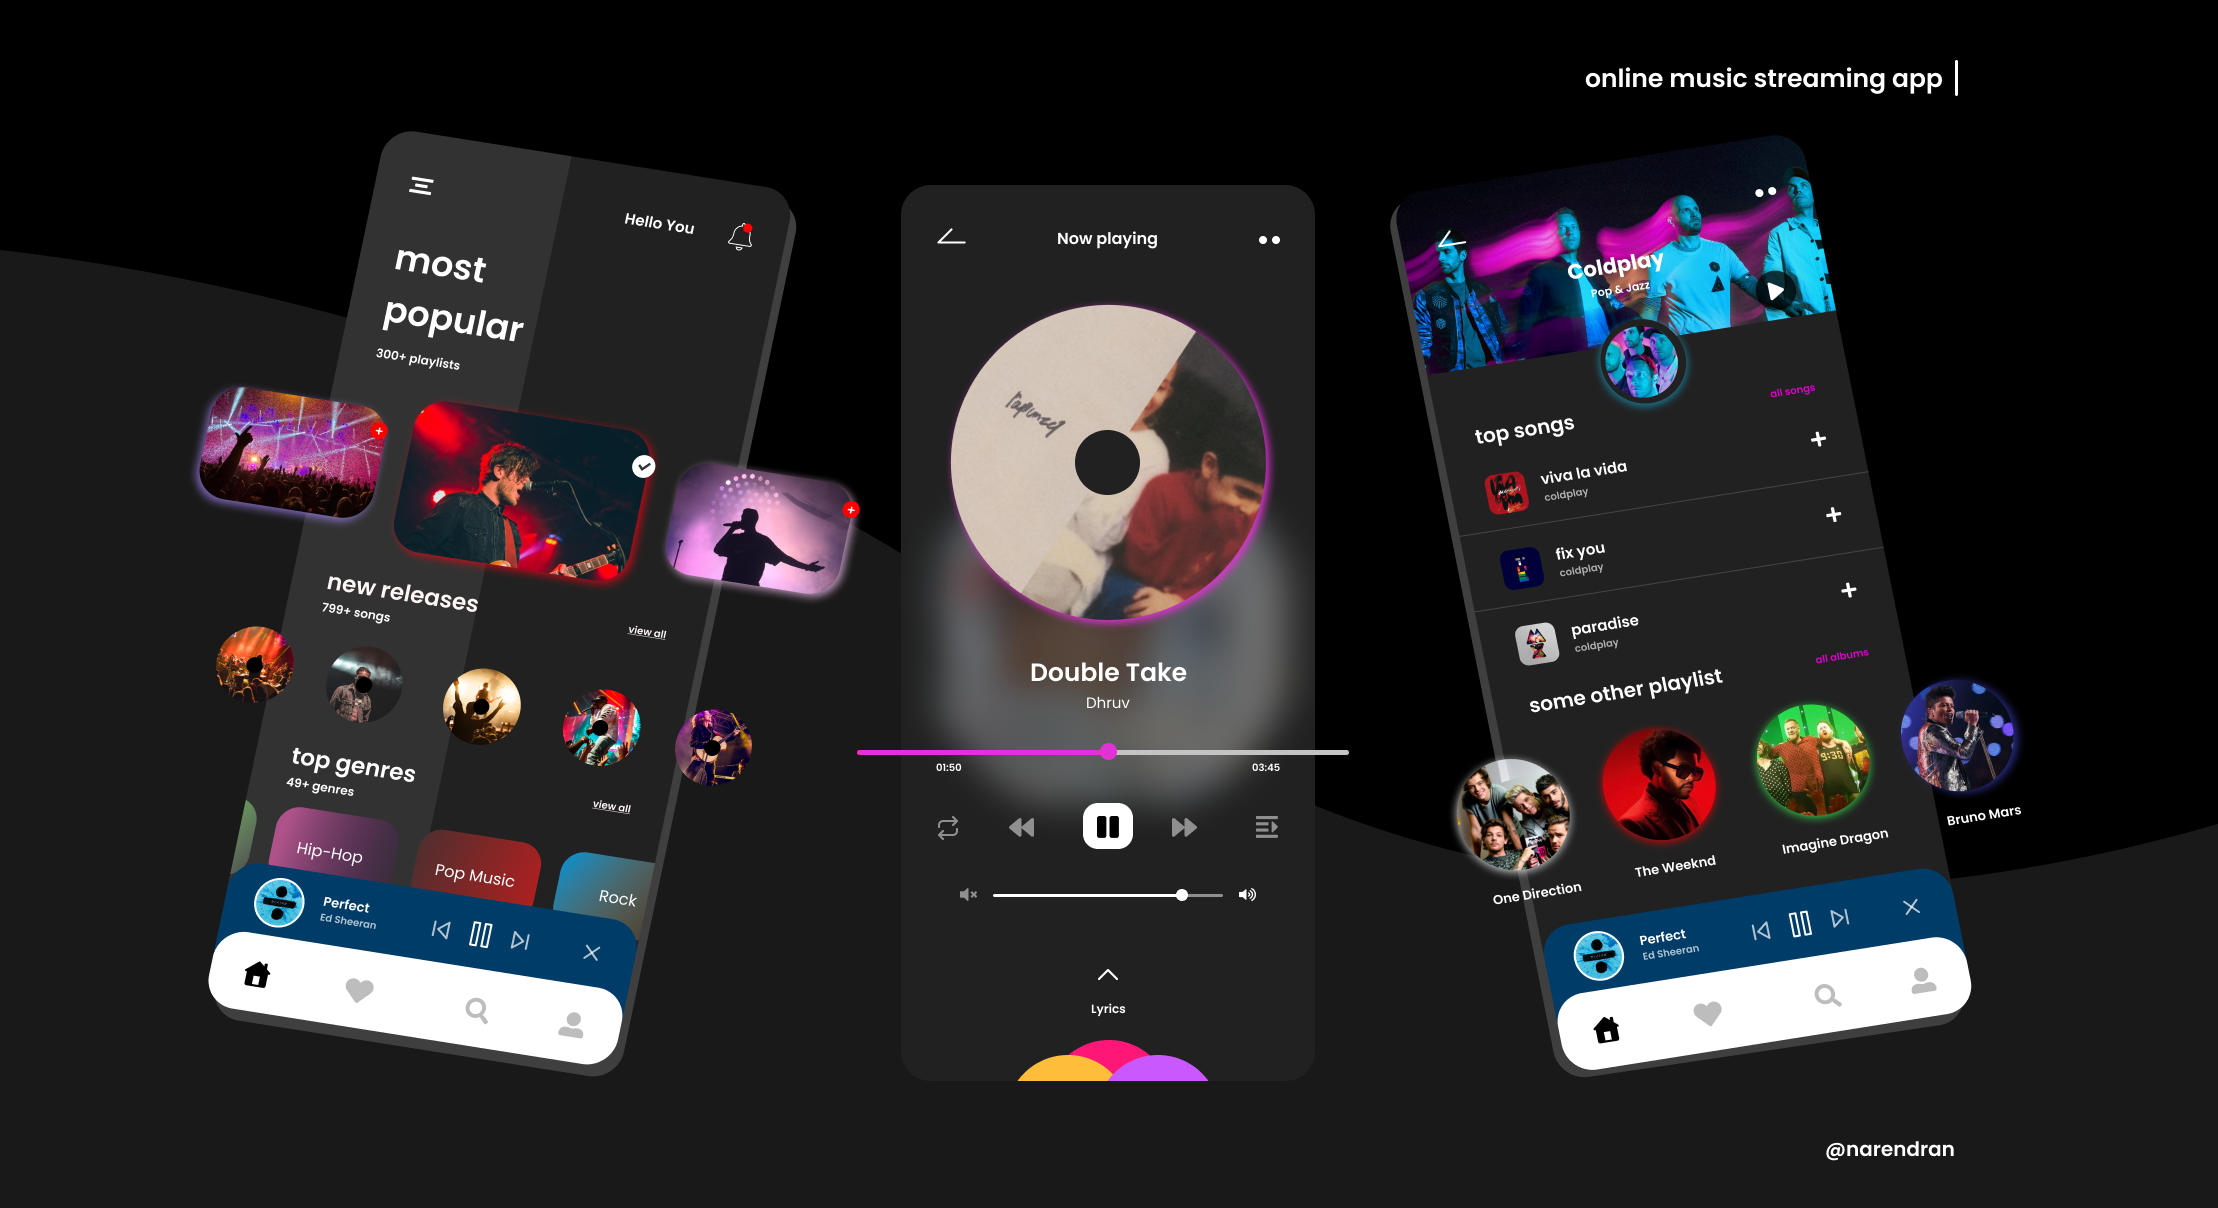 online music streaming app
Hello You
most
popular
300+ playlists
new releases
799+ songs
view all
top genres
49+ genres
view all
Hip-Hop
Pop Music
Rock
Perfect
Ed Sheeran
Now playing
Double Take
Dhruv
01:50
03:45
Lyrics
Coldplay
Pop & Jazz
all songs
top songs
viva la vida
coldplay
fix you
coldplay
paradise
coldplay
all albums
some other playlist
One Direction
The Weeknd
Imagine Dragon
Bruno Mars
Perfect
Ed Sheeran
@narendran